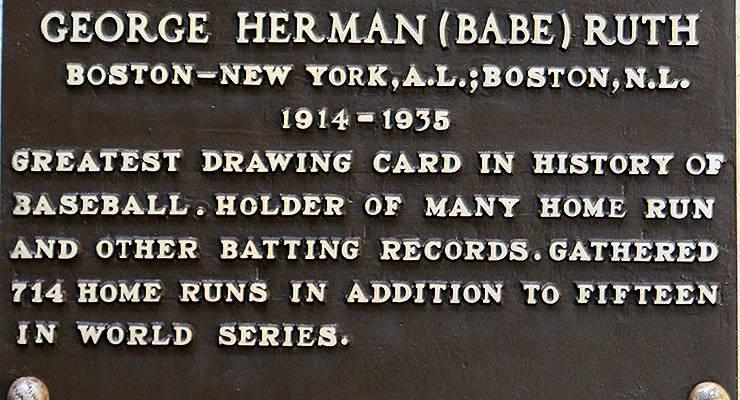 GEORGE HERMAN (BABE) RUTH
BOSTON-NEW YORK, A.L.; BOSTON, N.L.
1914-1935
GREATEST DRAWING CARD IN HISTORY OF
BASEBALL. HOLDER OF MANY HOME RUN
AND OTHER BATTING RECORDS. GATHERED
714 HOME RUNS IN ADDITION TO FIFTEEN
IN WORLD SERIES.